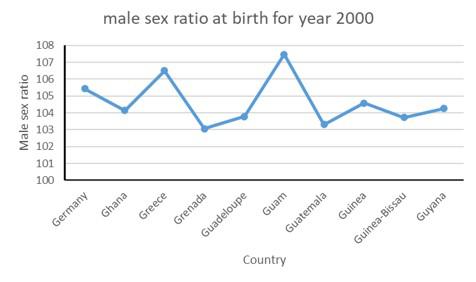 male sex ratio at birth for year 2000
Male sex ratio
108
107
106
105
104
103
102
101
100
Germany
Ghana
Greece
Grenada
Guadeloupe
Guam
Guatemala
Guinea
Guinea-Bissau
Guyana
Country